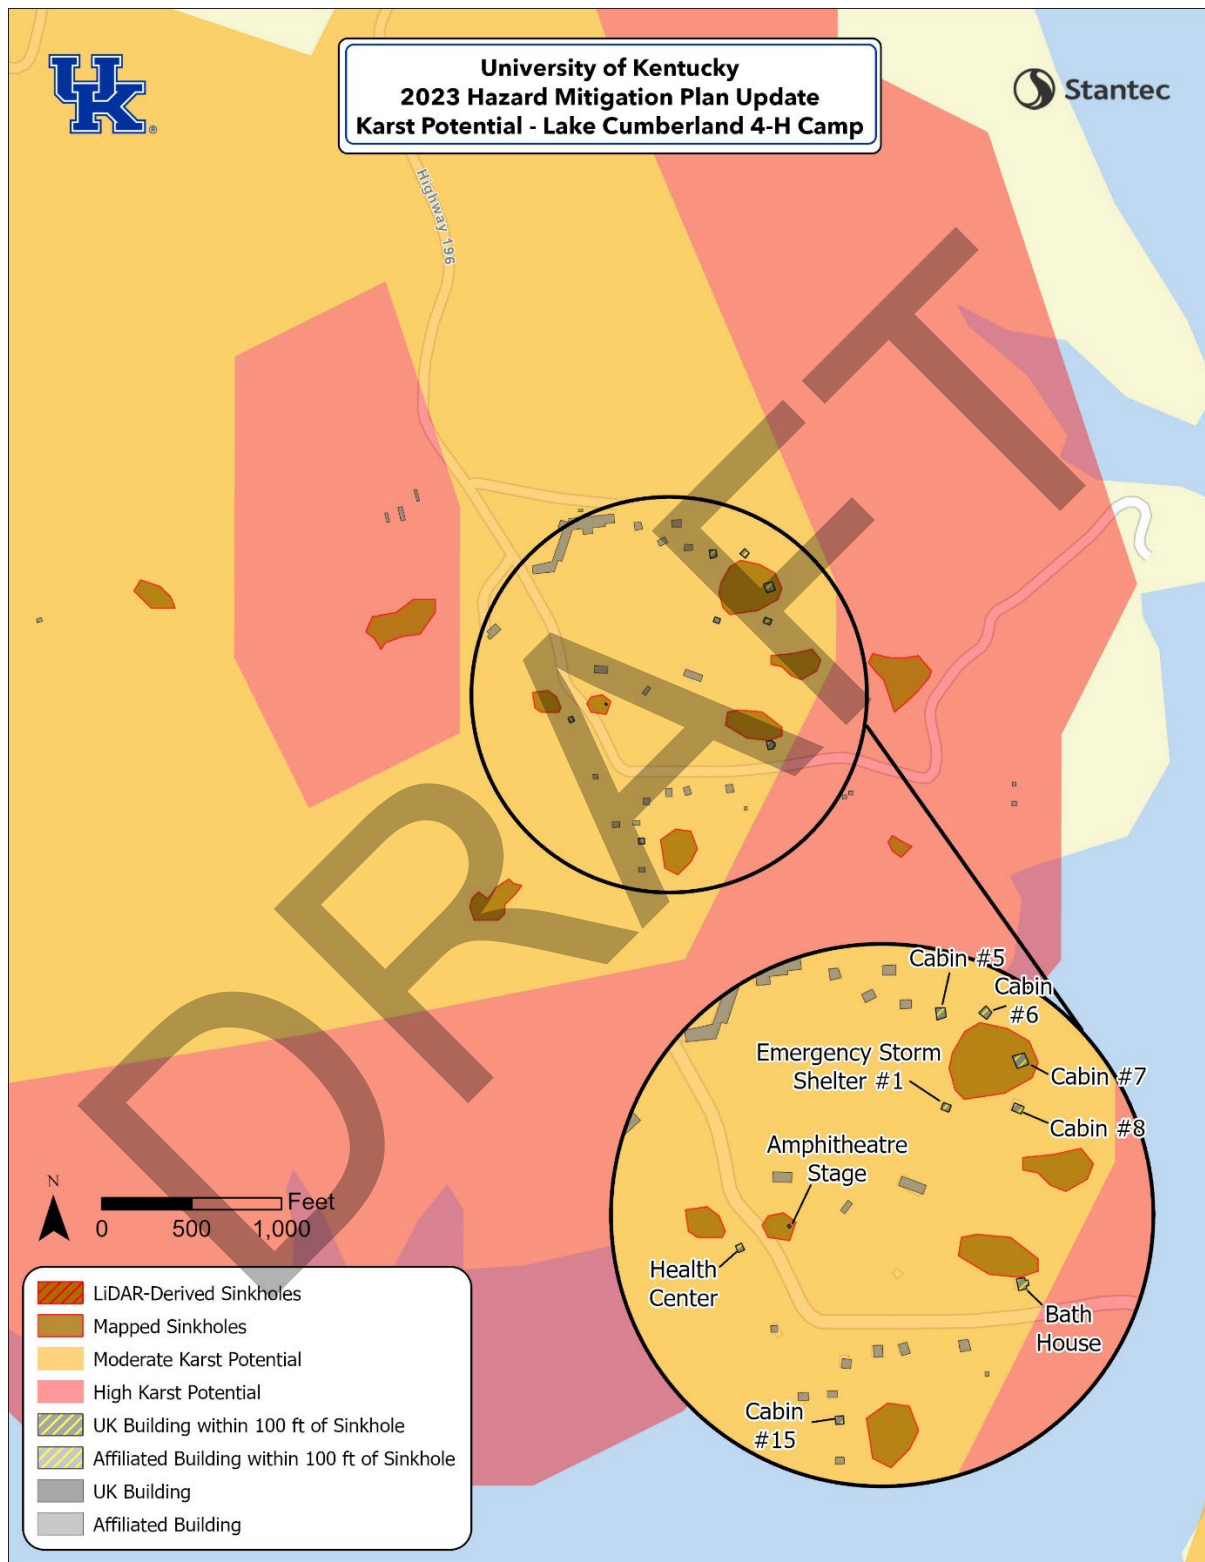 UK
University of Kentucky
2023 Hazard Mitigation Plan Update
Karst Potential - Lake Cumberland 4-H Camp
Stantec
Highway 196
DRAFT
Cabin #5
Cabin
#6
Emergency Storm
Shelter #1
Cabin #7
Cabin #8
Amphitheatre
Stage
Health
Center
Bath
House
Cabin
#15
N
Feet
0 500 1,000
LiDAR-Derived Sinkholes
Mapped Sinkholes
Moderate Karst Potential
High Karst Potential
UK Building within 100 ft of Sinkhole
Affiliated Building within 100 ft of Sinkhole
UK Building
Affiliated Building